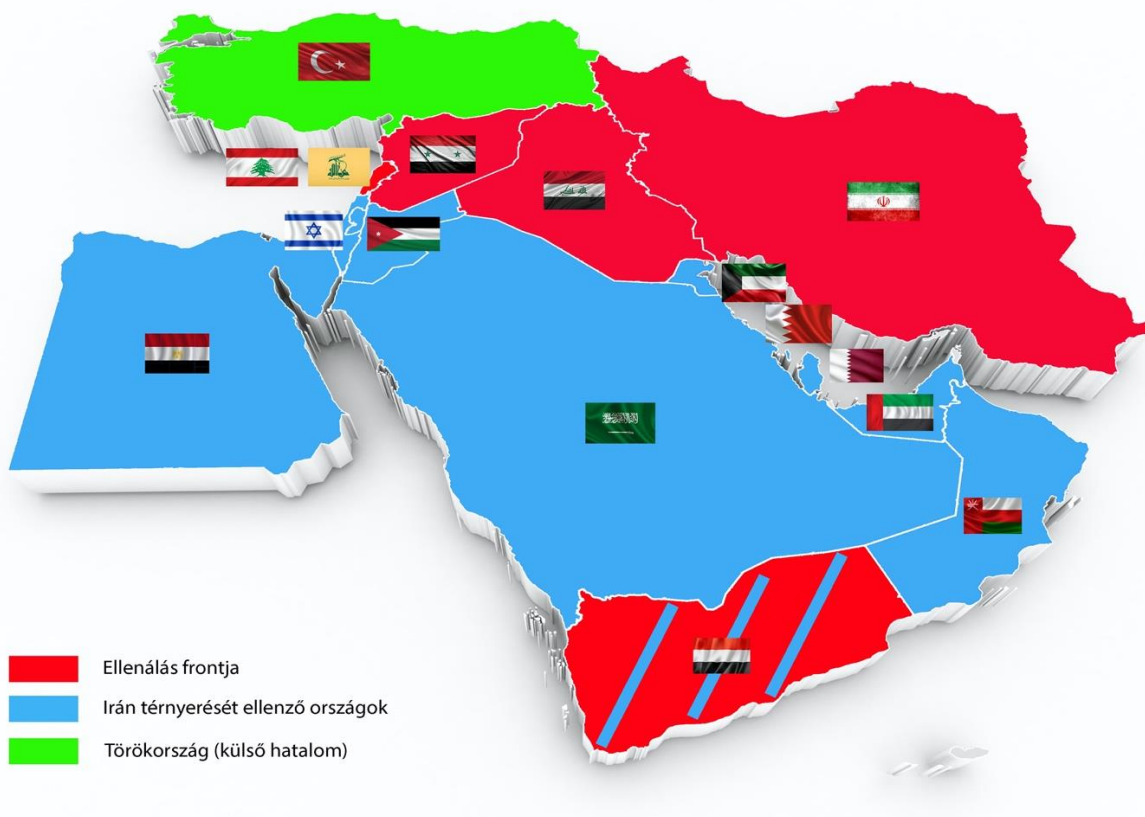 Ellenálás frontja
Irán térnyerését ellenző országok
Törökország (külső hatalom)